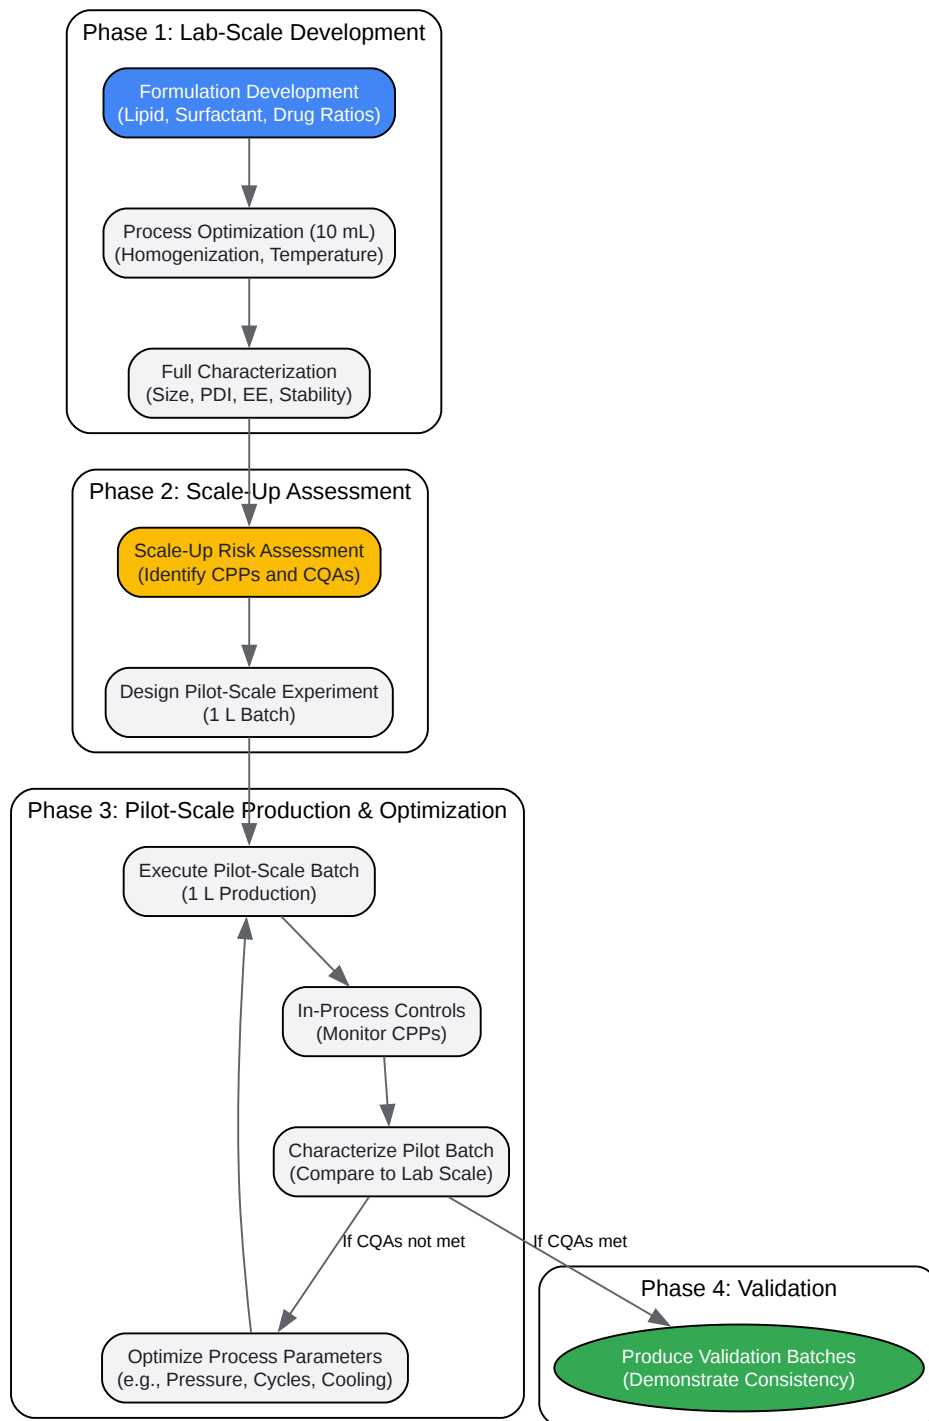 Phase 1: Lab-Scale Development
Formulation Development
(Lipid, Surfactant, Drug Ratios)
Process Optimization (10 mL)
(Homogenization, Temperature)
Full Characterization
(Size, PDI, EE, Stability)
Phase 2: Scale-Up Assessment
Scale-Up Risk Assessment
(Identify CPPs and CQAs)
Design Pilot-Scale Experiment
(1 L Batch)
Phase 3: Pilot-Scale Production & Optimization
Execute Pilot-Scale Batch
(1 L Production)
In-Process Controls
(Monitor CPPs)
Characterize Pilot Batch
(Compare to Lab Scale)
If CQAs not met
If CQAs met
Optimize Process Parameters
(e.g., Pressure, Cycles, Cooling)
Phase 4: Validation
Produce Validation Batches
(Demonstrate Consistency)